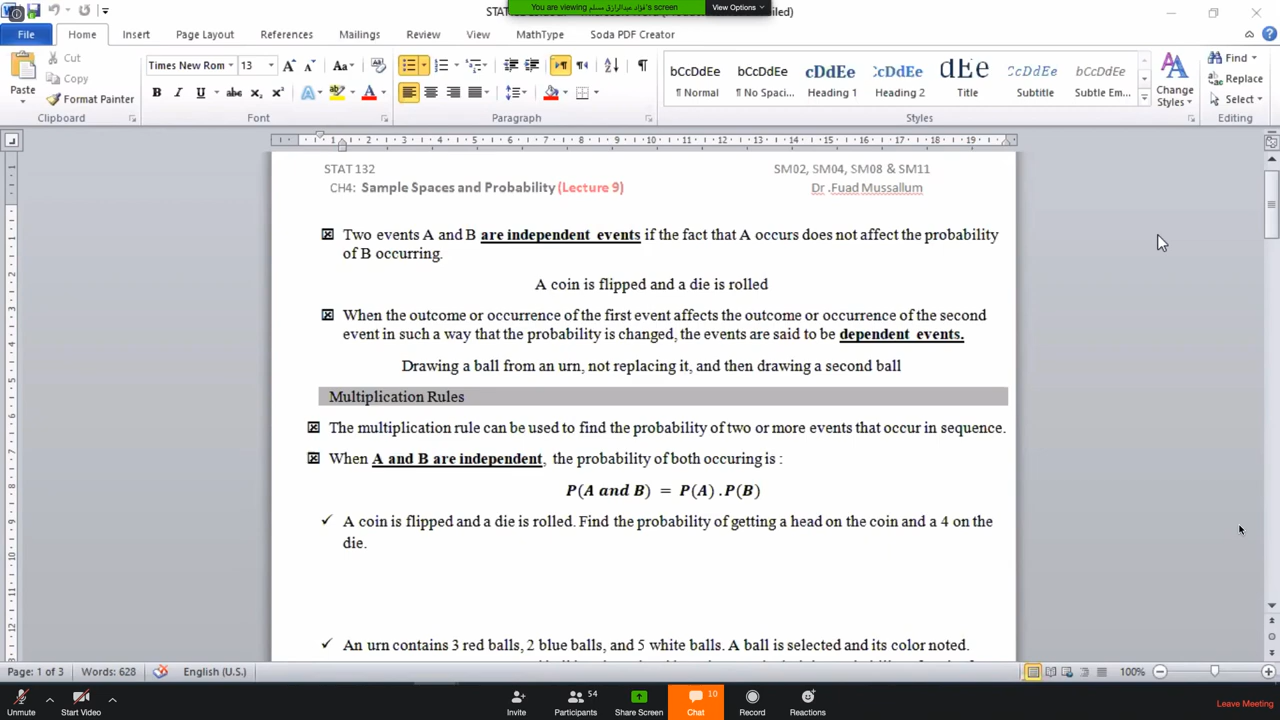 STAT
You are viewing فؤاد عبدالرازق مسلم's screen
View Options
File
Home
Insert
Page Layout
References
Mailings
Review
View
MathType
Soda PDF Creator
Paste
Cut
Copy
Format Painter
Clipboard
Times New Rom
13
Font
Paragraph
bCcDdEe
¶ Normal
bCcDdEe
¶ No Spaci...
cDdEe
Heading 1
CcDdEe
Heading 2
dEe
Title
CcDdEe
Subtitle
bCcDdEe
Subtle Em...
Change Styles
Styles
Find
Replace
Select
Editing
STAT 132
SM02, SM04, SM08 & SM11
CH4: Sample Spaces and Probability (Lecture 9)
Dr .Fuad Mussallum
Two events A and B are independent events if the fact that A occurs does not affect the probability
of B occurring.
A coin is flipped and a die is rolled
When the outcome or occurrence of the first event affects the outcome or occurrence of the second
event in such a way that the probability is changed, the events are said to be dependent events.
Drawing a ball from an urn, not replacing it, and then drawing a second ball
Multiplication Rules
The multiplication rule can be used to find the probability of two or more events that occur in sequence.
When A and B are independent, the probability of both occuring is :
P(A and B) = P(A) .P(B)
✓ A coin is flipped and a die is rolled. Find the probability of getting a head on the coin and a 4 on the
die.
✓ An urn contains 3 red balls, 2 blue balls, and 5 white balls. A ball is selected and its color noted.
Page: 1 of 3
Words: 628
English (U.S.)
100%
Unmute
Start Video
Invite
54
Participants
Share Screen
10
Chat
Record
Reactions
Leave Meeting